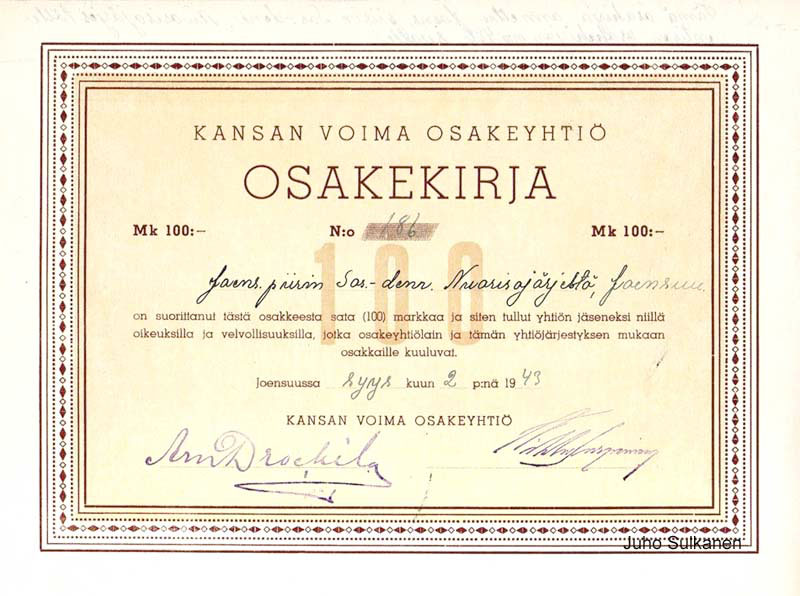 KANSAN VOIMA OSAKEYHTIÖ
OSAKEKIRJA
Mk 100:– N:o 186 Mk 100:–
100
Joens. piirin Sos.-dem. Nuorisojärjestö, Joensuu.
on suorittanut tästä osakkeesta sata (100) markkaa ja siten tullut yhtiön jäseneksi niillä
oikeuksilla ja velvollisuuksilla, jotka osakeyhtiölain ja tämän yhtiöjärjestyksen mukaan
osakkaille kuuluvat.
Joensuussa syys kuun 2 p:nä 1943
KANSAN VOIMA OSAKEYHTIÖ
Juho Sulkanen